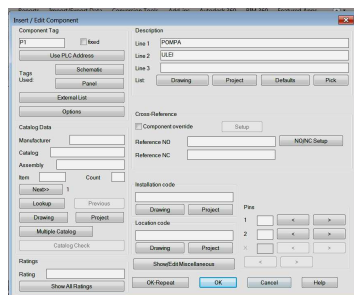 Insert / Edit Component
Component Tag
P1
fixed
Use PLC Address
Tags Used:
Schematic
Panel
External List
Options
Catalog Data
Manufacturer
Catalog
Assembly
Item
Count
Next>>
1
Lookup
Previous
Drawing
Project
Multiple Catalog
Catalog Check
Ratings
Rating
Show All Ratings
Description
Line 1
POMPA
Line 2
ULEI
Line 3
List:
Drawing
Project
Defaults
Pick
Cross-Reference
Component override
Setup
Reference NO
NO/NC Setup
Reference NC
Installation code
Drawing
Project
Location code
Drawing
Project
Show/Edit Miscellaneous
Pins
1
<
>
2
<
>
<
>
<
>
OK-Repeat
OK
Cancel
Help